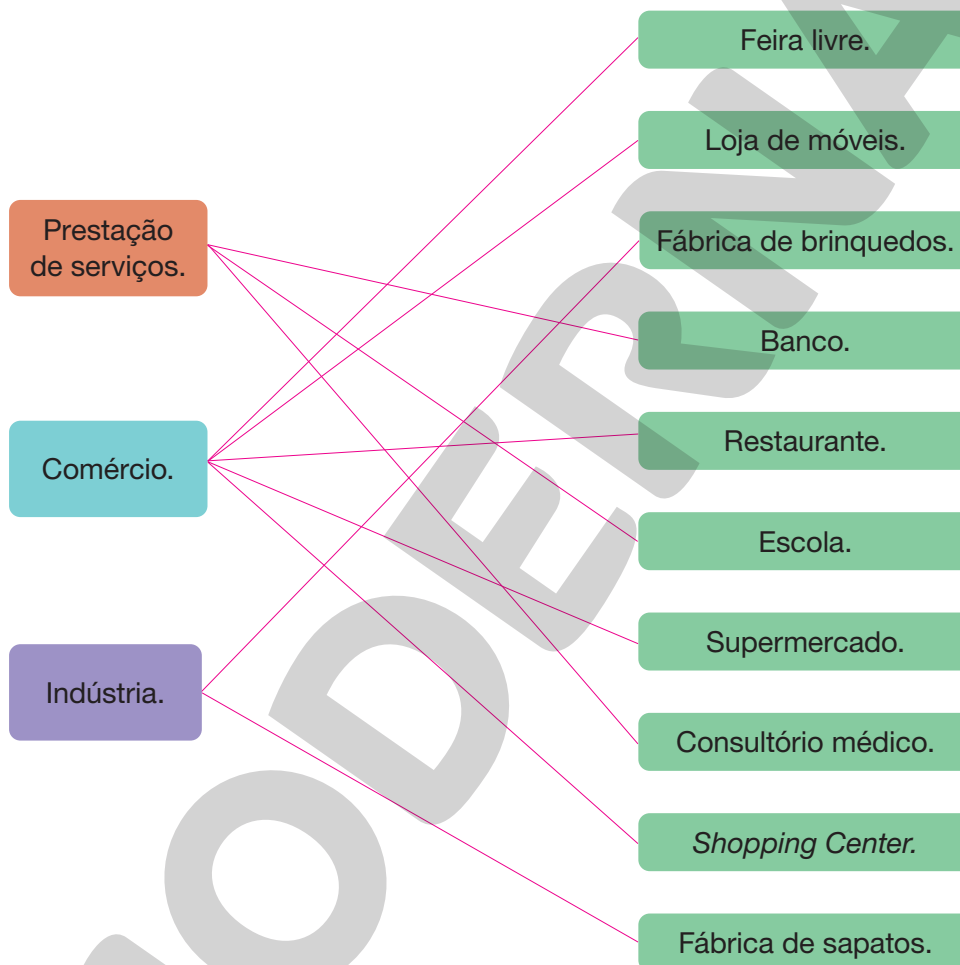 Prestação
de serviços.
Comércio.
Indústria.
Feira livre.
Loja de móveis.
Fábrica de brinquedos.
Banco.
Restaurante.
Escola.
Supermercado.
Consultório médico.
Shopping Center.
Fábrica de sapatos.
MODERNA